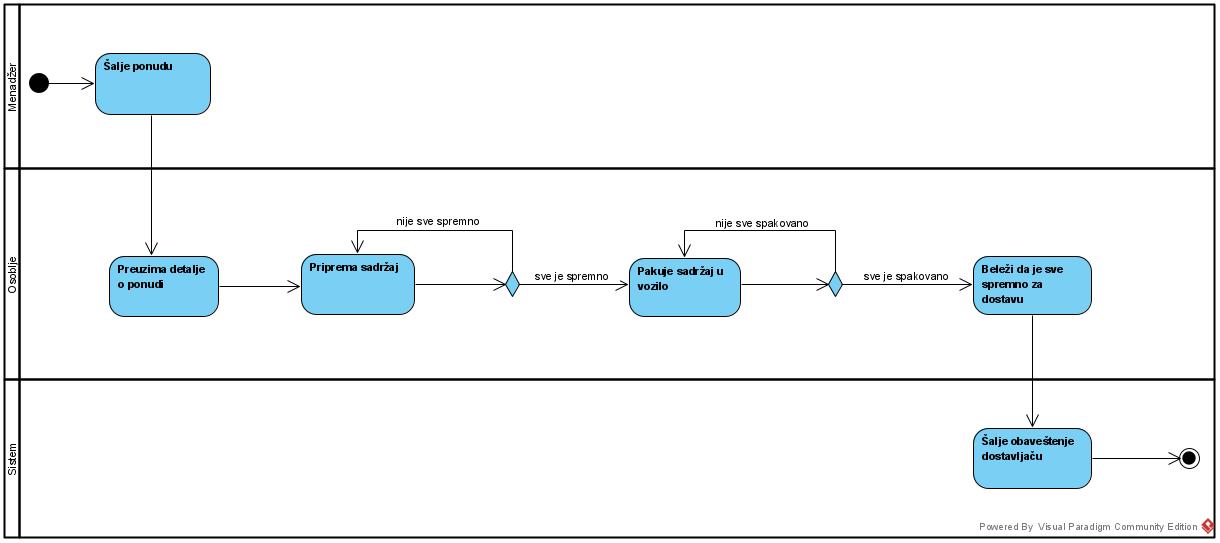 Menadžer
Šalje ponudu
Osoblje
nije sve spremno
nije sve spakovano
Preuzima detalje
o ponudi
Priprema sadržaj
sve je spremno
Pakuje sadržaj u
vozilo
sve je spakovano
Beleži da je sve
spremno za
dostavu
Sistem
Šalje obaveštenje
dostavljaču
Powered By Visual Paradigm Community Edition